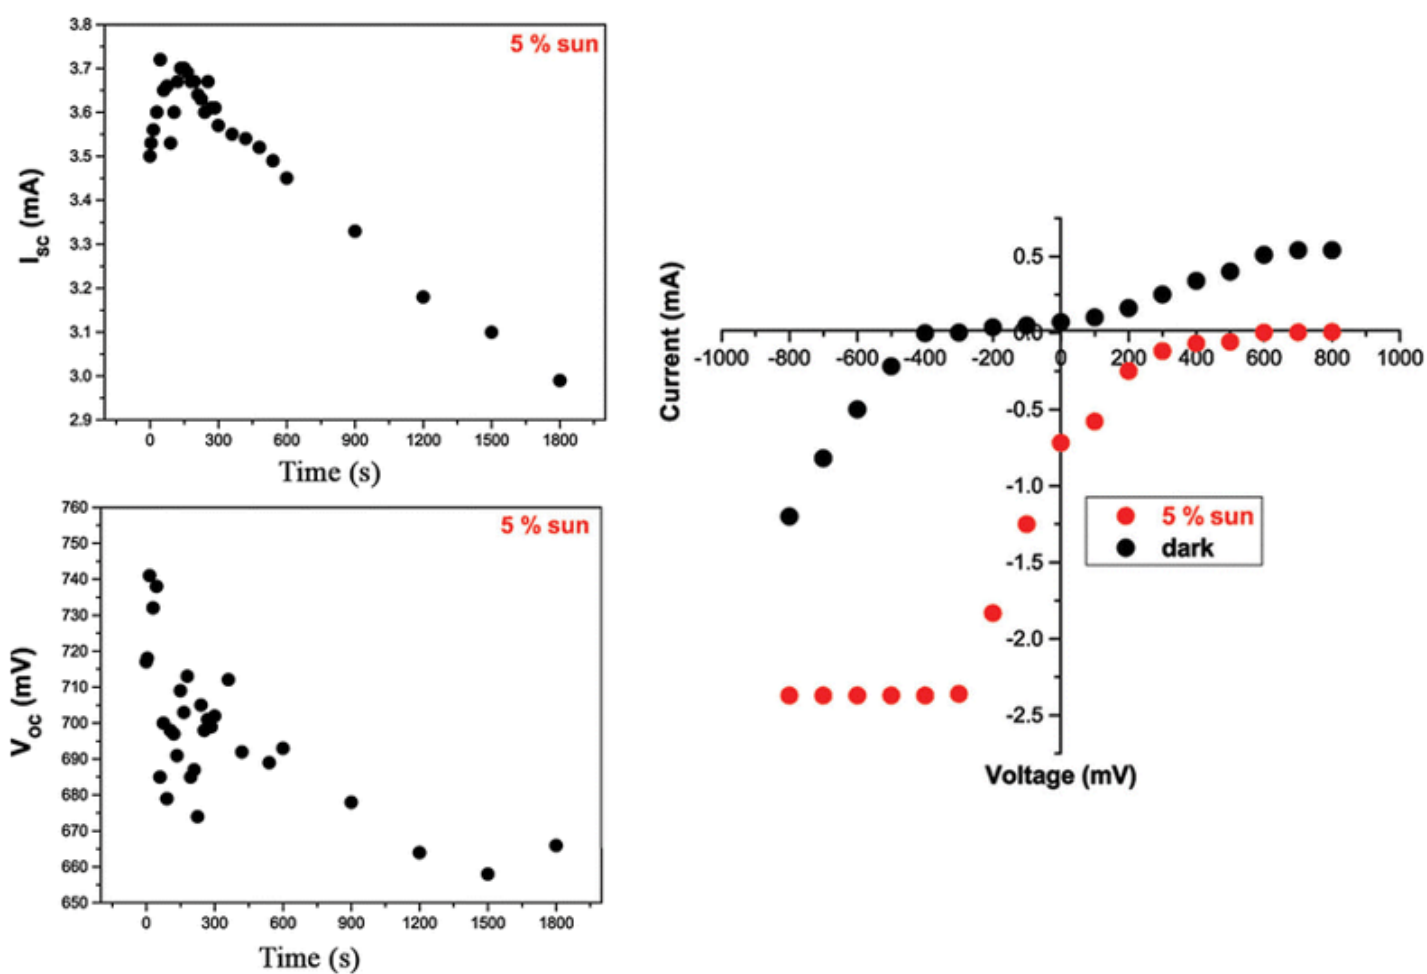 5 % sun
3.8
3.7
3.6
3.5
3.4
3.3
3.2
3.1
3.0
2.9
I_sc (mA)
0 300 600 900 1200 1500 1800
Time (s)
5 % sun
760
750
740
730
720
710
700
690
680
670
660
650
V_oc (mV)
0 300 600 900 1200 1500 1800
Time (s)
Current (mA)
0.5
0.0
-0.5
-1.0
-1.5
-2.0
-2.5
-1000 -800 -600 -400 -200 0 200 400 600 800 1000
5 % sun
dark
Voltage (mV)